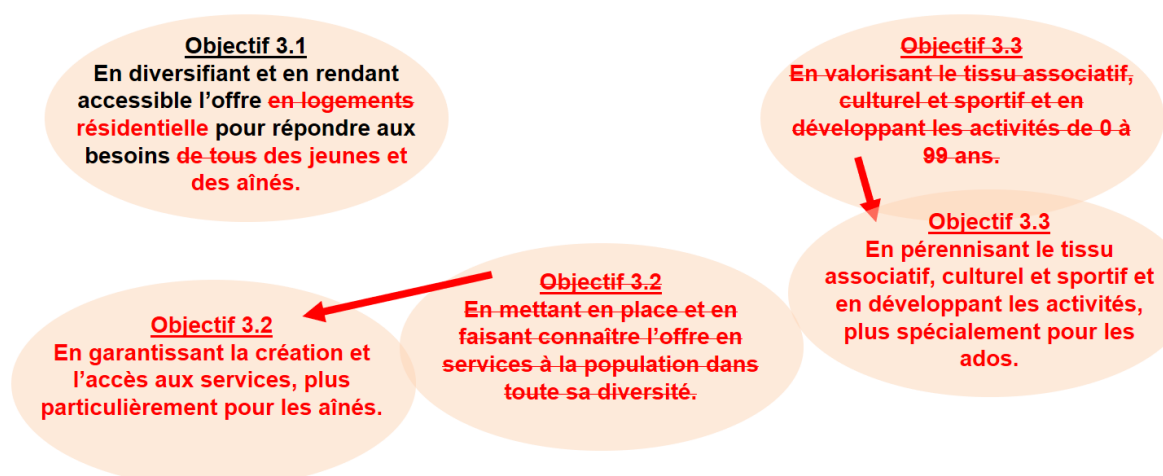 Objectif 3.1
En diversifiant et en rendant
accessible l’offre en logements
résidentielle pour répondre aux
besoins de tous des jeunes et
des aînés.
Objectif 3.3
En valorisant le tissu associatif,
culturel et sportif et en
développant les activités de 0 à
99 ans.
Objectif 3.3
En pérennisant le tissu
associatif, culturel et sportif et
en développant les activités,
plus spécialement pour les
ados.
Objectif 3.2
En mettant en place et en
faisant connaître l’offre en
services à la population dans
toute sa diversité.
Objectif 3.2
En garantissant la création et
l’accès aux services, plus
particulièrement pour les aînés.